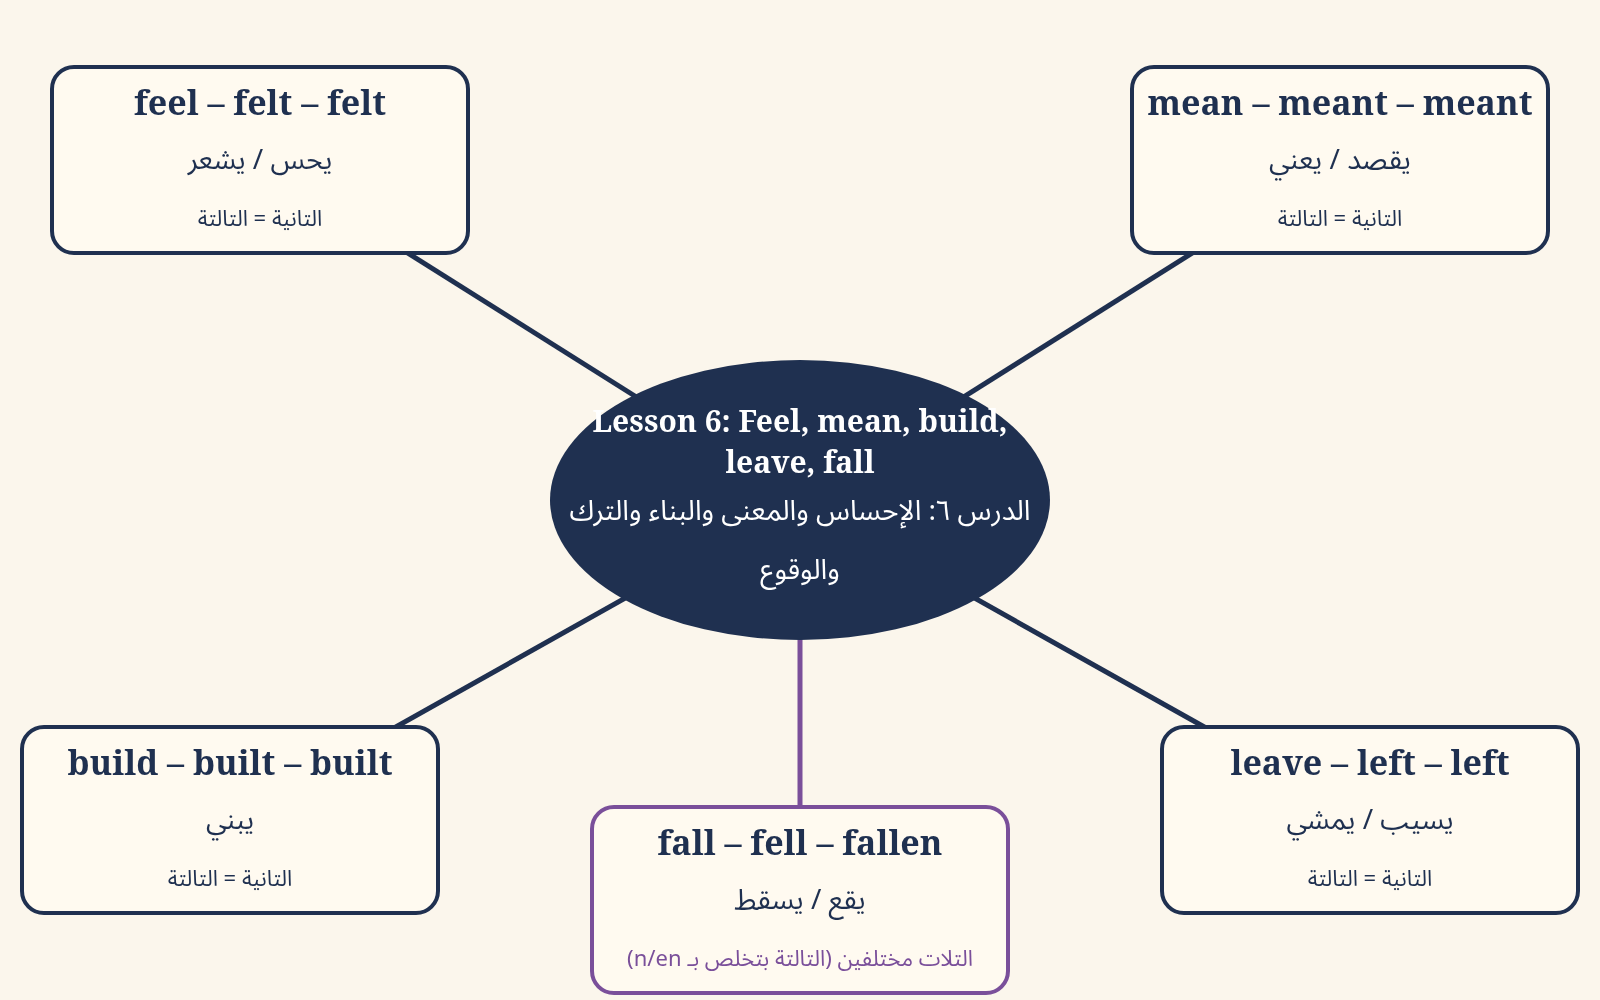 feel – felt – felt
يحس / يشعر
التانية = التالتة
mean – meant – meant
يقصد / يعني
التانية = التالتة
Lesson 6: Feel, mean, build,
leave, fall
الدرس ٦: الإحساس والمعنى والبناء والترك
والوقوع
build – built – built
يبني
التانية = التالتة
fall – fell – fallen
يقع / يسقط
التلات مختلفين (التالتة بتخلص بـ n/en)
leave – left – left
يسيب / يمشي
التانية = التالتة